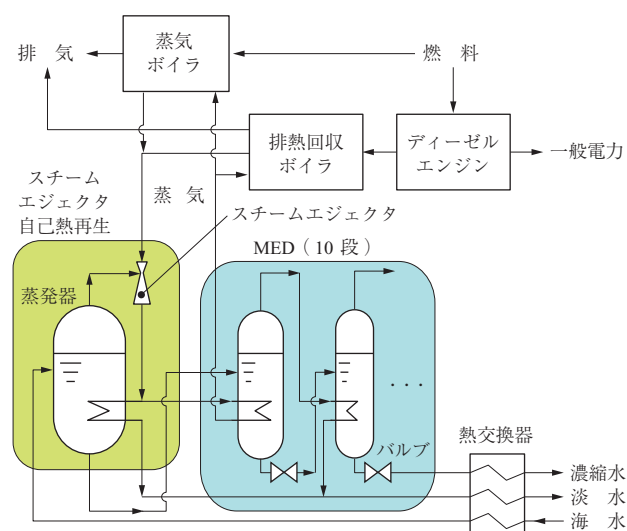 排 気
蒸気
ボイラ
燃 料
排熱回収
ボイラ
ディーゼル
エンジン
一般電力
スチーム
エジェクタ
自己熱再生
蒸 気
スチームエジェクタ
MED(10 段)
蒸発器
・・・
バルブ
熱交換器
濃縮水
淡 水
海 水